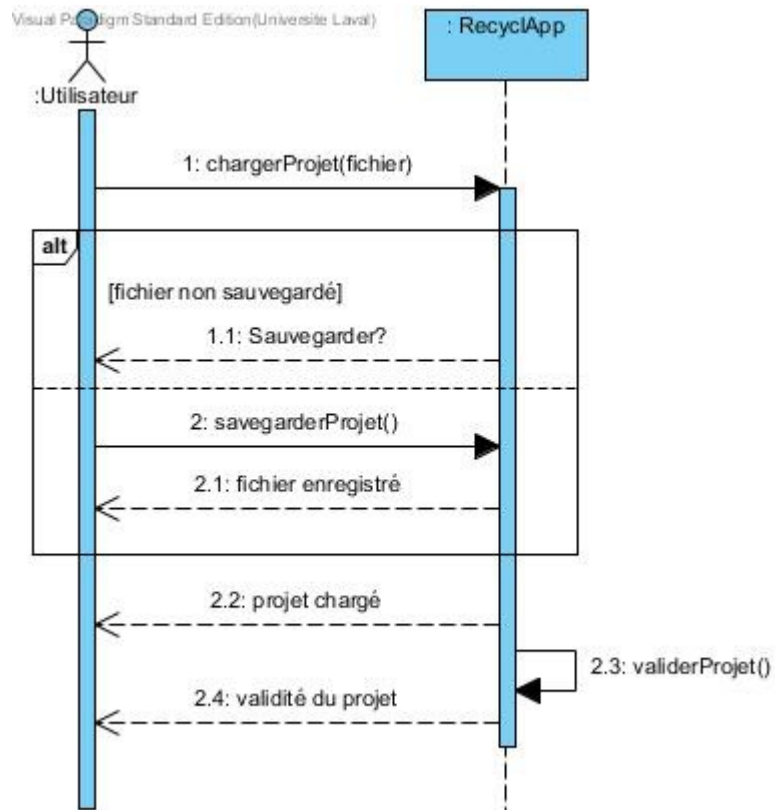 Visual Paradigm Standard Edition(Universite Laval)
: RecyclApp
:Utilisateur
1: chargerProjet(fichier)
alt
[fichier non sauvegardé]
1.1: Sauvegarder?
2: savegarderProjet()
2.1: fichier enregistré
2.2: projet chargé
2.3: validerProjet()
2.4: validité du projet